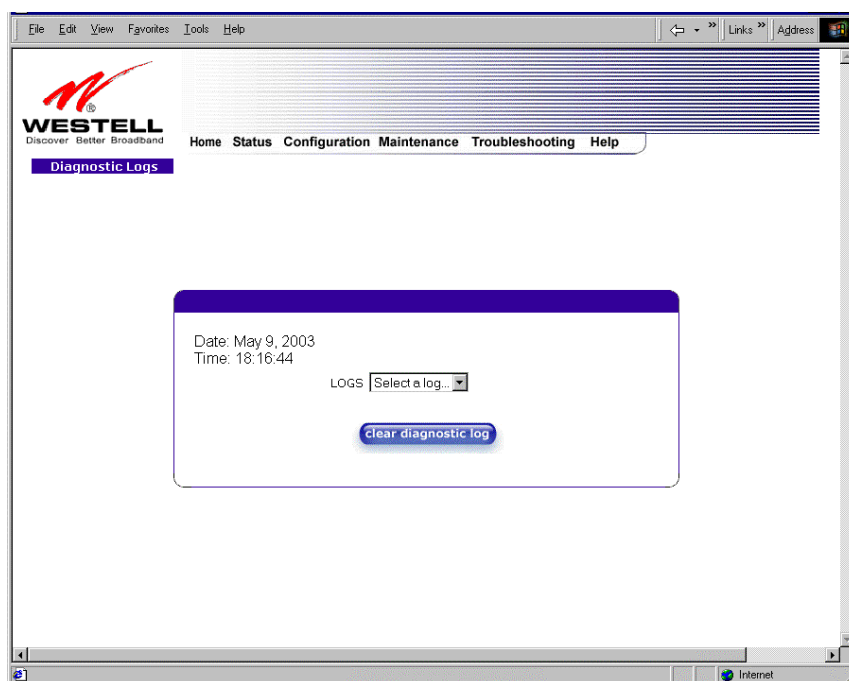 File Edit View Favorites Tools Help Links » Address
WESTELL
Discover Better Broadband
Home Status Configuration Maintenance Troubleshooting Help
Diagnostic Logs
Date: May 9, 2003
Time: 18:16:44
LOGS Select a log...
clear diagnostic log
Internet